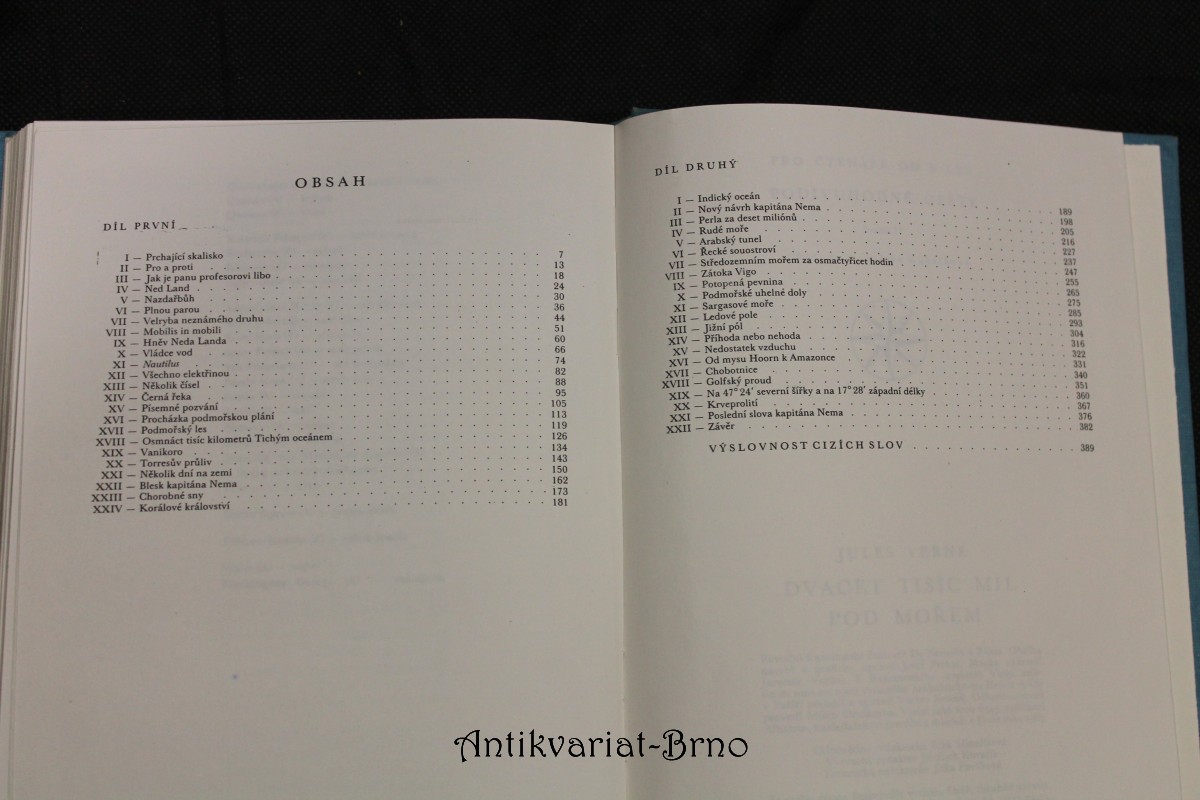 OBSAH
DÍL PRVNÍ
I — Prchající skalisko 7
II — Pro a proti 13
III — Jak je panu profesorovi libo 18
IV — Ned Land 24
V — Nazdařbůh 30
VI — Plnou parou 36
VII — Velryba neznámého druhu 44
VIII — Mobilis in mobili 51
IX — Hněv Neda Landa 60
X — Vládce vod 66
XI — Nautilus 74
XII — Všechno elektřinou 82
XIII — Několik čísel 88
XIV — Černá řeka 95
XV — Písemné pozvání 105
XVI — Procházka podmořskou plání 113
XVII — Podmořský les 119
XVIII — Osmnáct tisíc kilometrů Tichým oceánem 126
XIX — Vanikoro 134
XX — Torresův průliv 143
XXI — Několik dní na zemi 150
XXII — Blesk kapitána Nema 162
XXIII — Chorobné sny 173
XXIV — Korálové království 181
DÍL DRUHÝ
I — Indický oceán 189
II — Nový návrh kapitána Nema 198
III — Perla za deset miliónů 205
IV — Rudé moře 216
V — Arabský tunel 227
VI — Řecké souostroví 237
VII — Středozemním mořem za osmačtyřicet hodin 247
VIII — Zátoka Vigo 255
IX — Potopená pevnina 265
X — Podmořské uhelné doly 275
XI — Sargasové moře 285
XII — Ledové pole 293
XIII — Jižní pól 304
XIV — Příhoda nebo nehoda 316
XV — Nedostatek vzduchu 322
XVI — Od mysu Hoorn k Amazonce 331
XVII — Chobotnice 340
XVIII — Golfský proud 351
XIX — Na 47°24′ severní šířky a na 17°28′ západní délky 360
XX — Krveprolití 367
XXI — Poslední slova kapitána Nema 376
XXII — Závěr 382
VÝSLOVNOST CIZÍCH SLOV 389
JULES VERNE
DVACET TISÍC MIL
POD MOŘEM
Antikvariat-Brno